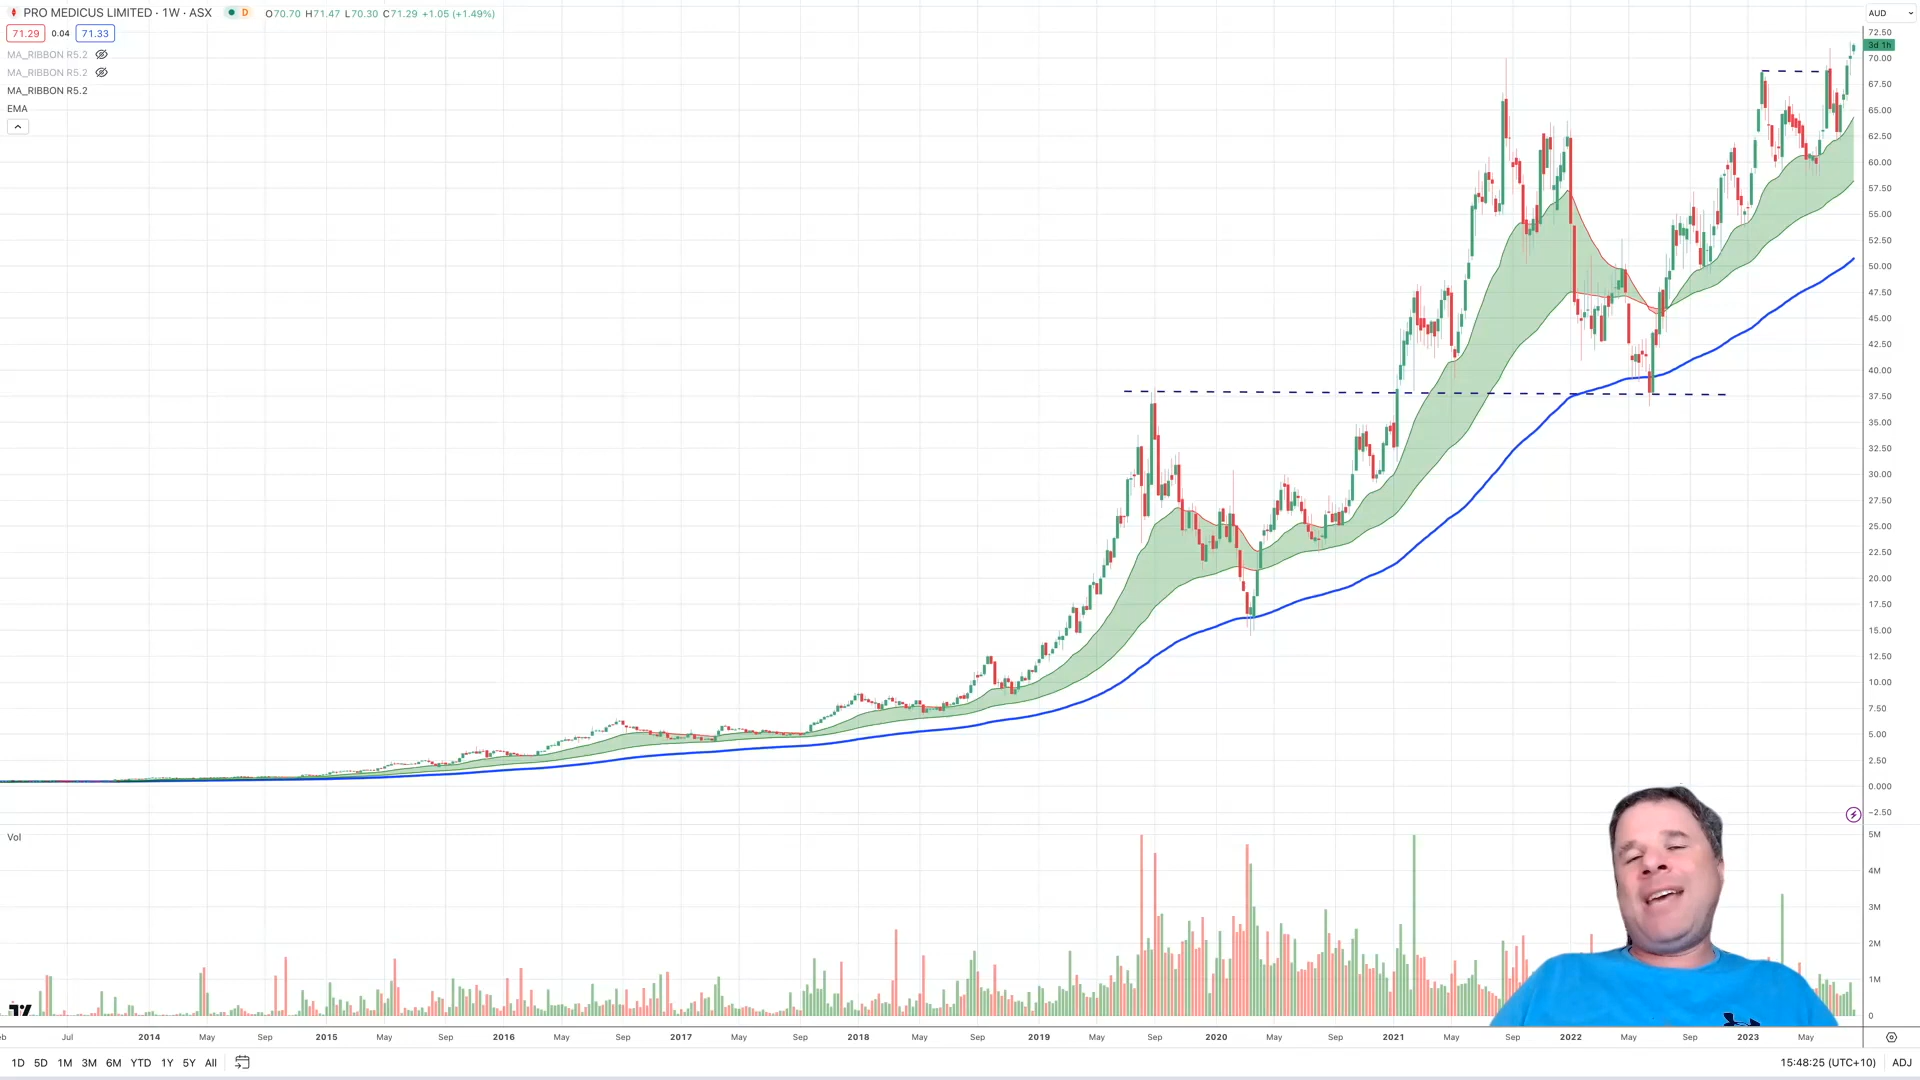 PRO MEDICUS LIMITED · 1W · ASX D O70.70 H71.47 L70.30 C71.29 +1.05 (+1.49%)
71.29 0.04 71.33
MA_RIBBON R5.2
MA_RIBBON R5.2
MA_RIBBON R5.2
EMA
AUD
72.50
3d 1h
70.00
67.50
65.00
62.50
60.00
57.50
55.00
52.50
50.00
47.50
45.00
42.50
40.00
37.50
35.00
32.50
30.00
27.50
25.00
22.50
20.00
17.50
15.00
12.50
10.00
7.50
5.00
2.50
0.000
−2.50
Vol
5M
4M
3M
2M
1M
0
eb Jul 2014 May Sep 2015 May Sep 2016 May Sep 2017 May Sep 2018 May Sep 2019 May Sep 2020 May Sep 2021 May Sep 2022 May Sep 2023 May
1D 5D 1M 3M 6M YTD 1Y 5Y All 15:48:25 (UTC+10) ADJ